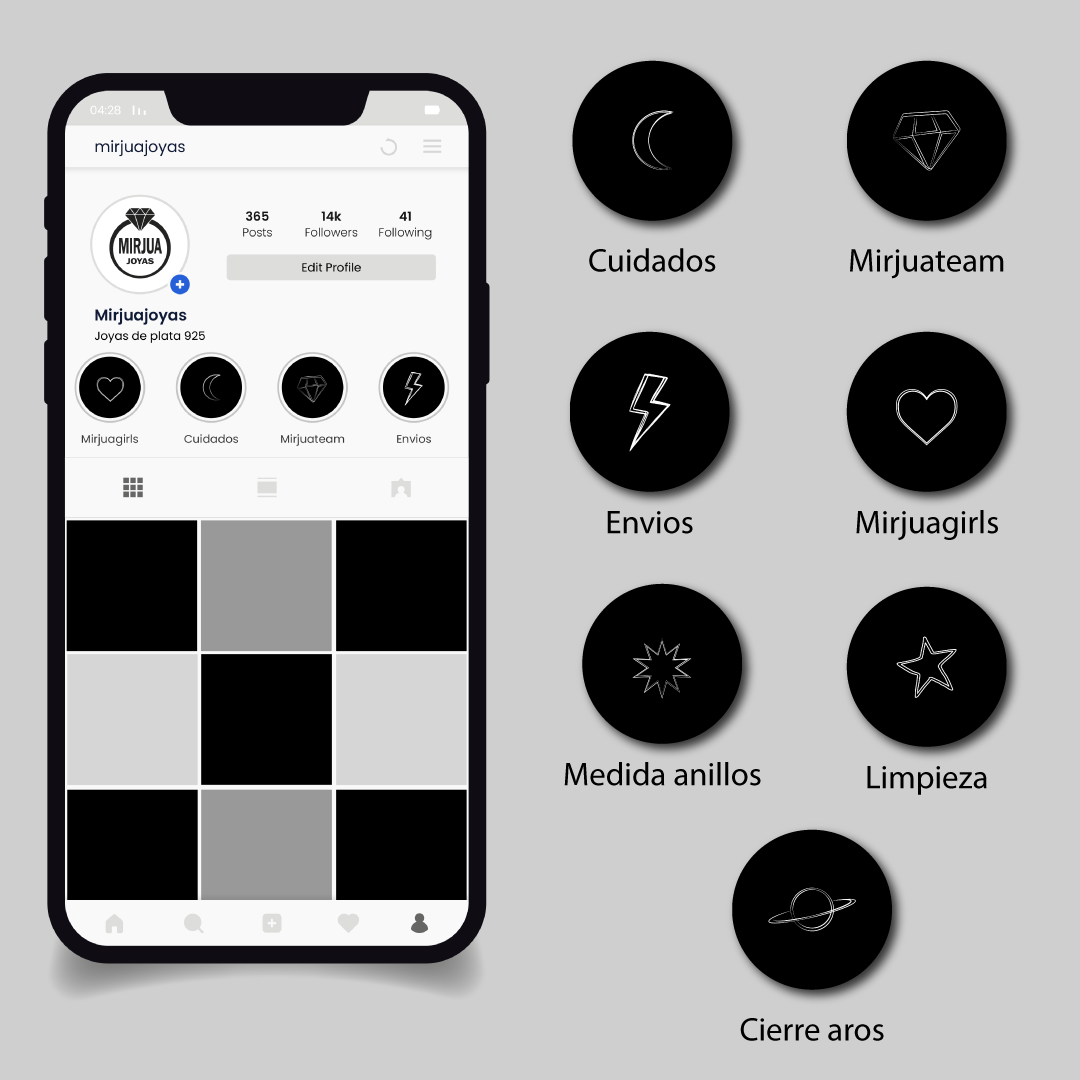 04:28
mirjuajoyas
MIRJUA
JOYAS
365 14k 41
Posts Followers Following
Edit Profile
Mirjuajoyas
Joyas de plata 925
Mirjuagirls Cuidados Mirjuateam Envios
Cuidados Mirjuateam
Envios Mirjuagirls
Medida anillos Limpieza
Cierre aros